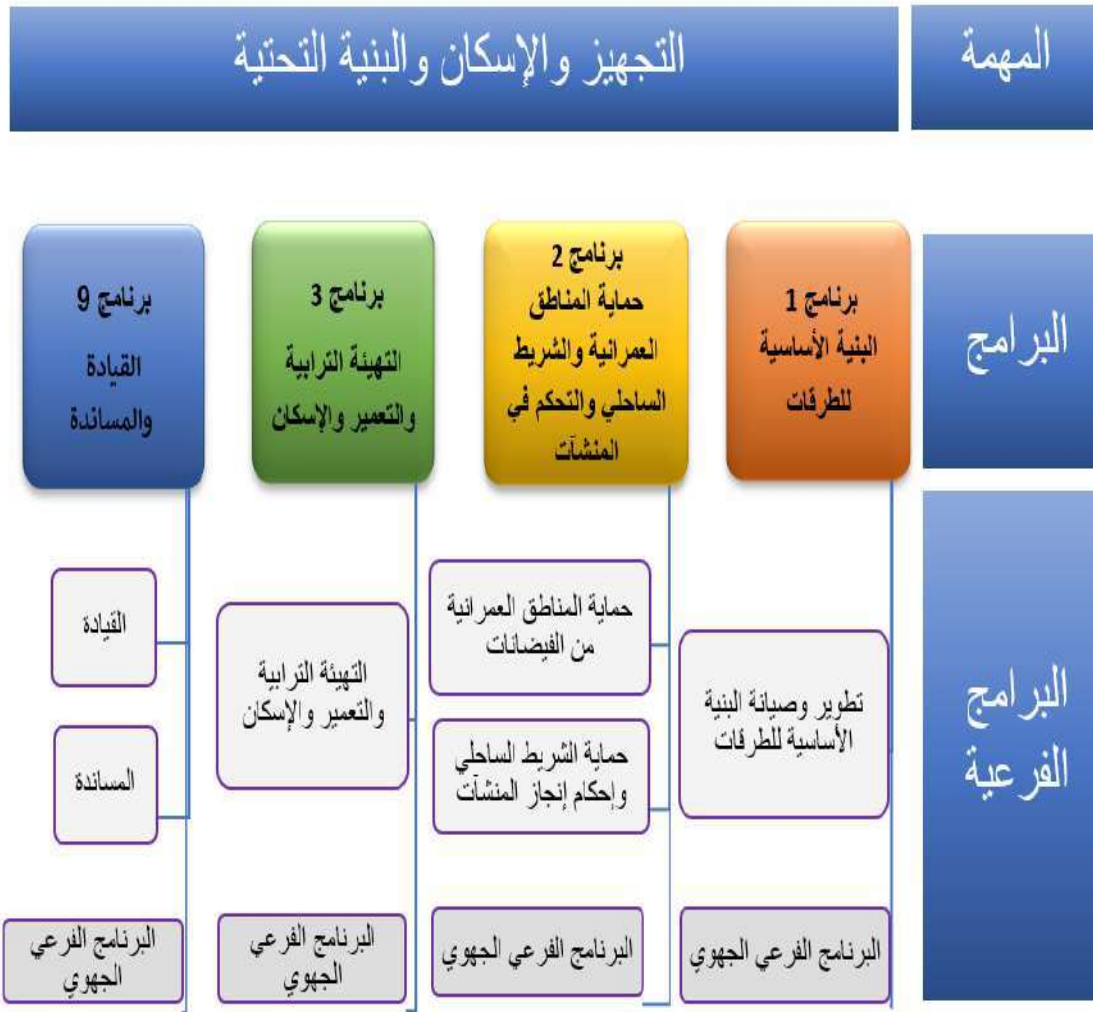 المهمة
التجهيز والإسكان والبنية التحتية
البرامج
برنامج 1
البنية الأساسية
للطرقات
برنامج 2
حماية المناطق
العمرانية والشريط
الساحلي والتحكم في
المنشآت
برنامج 3
التهيئة الترابية
والتعمير والإسكان
برنامج 9
القيادة
والمساندة
البرامج
الفرعية
تطوير وصيانة البنية
الأساسية للطرقات
البرنامج الفرعي الجهوي
حماية المناطق العمرانية
من الفيضانات
حماية الشريط الساحلي
وإحكام إنجاز المنشآت
البرنامج الفرعي الجهوي
التهيئة الترابية
والتعمير والإسكان
البرنامج الفرعي
الجهوي
القيادة
المساندة
البرنامج الفرعي
الجهوي